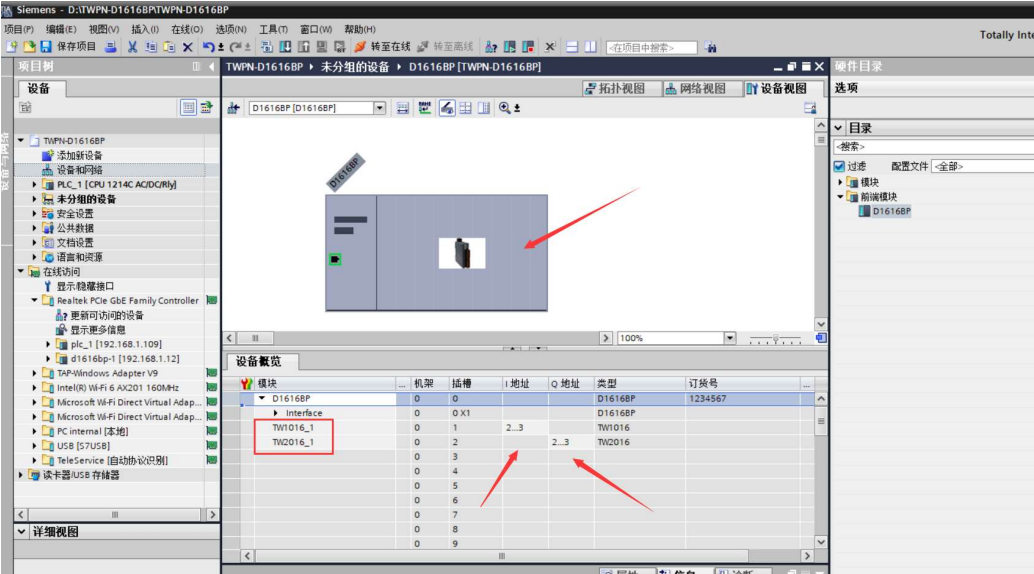 Siemens - D:\TWPN-D1616BP\TWPN-D1616BP
项目(P) 编辑(E) 视图(V) 插入(I) 在线(O) 选项(N) 工具(T) 窗口(W) 帮助(H)
Totally Inte
保存项目 转至在线 转至离线 <在项目中搜索>
项目树
设备
TWPN-D1616BP
添加新设备
设备和网络
PLC_1 [CPU 1214C AC/DC/Rly]
未分组的设备
安全设置
公共数据
文档设置
语言和资源
在线访问
显示/隐藏接口
Realtek PCIe GbE Family Controller
更新可访问的设备
显示更多信息
plc_1 [192.168.1.109]
d1616bp-1 [192.168.1.12]
TAP-Windows Adapter V9
Intel(R) Wi-Fi 6 AX201 160MHz
Microsoft Wi-Fi Direct Virtual Adap...
Microsoft Wi-Fi Direct Virtual Adap...
PC internal [本地]
USB [S7USB]
TeleService [自动协议识别]
读卡器/USB 存储器
详细视图
TWPN-D1616BP 未分组的设备 D1616BP [TWPN-D1616BP]
拓扑视图 网络视图 设备视图
D1616BP [D1616BP]
D1616BP
100%
设备概览
模块 ... 机架 插槽 I 地址 Q 地址 类型 订货号 ...
D1616BP 0 0 D1616BP 1234567
Interface 0 0 X1 D1616BP
TW1016_1 0 1 2...3 TW1016
TW2016_1 0 2 2...3 TW2016
0 3
0 4
0 5
0 6
0 7
0 8
0 9
属性 信息 诊断
硬件目录
选项
目录
<搜索>
过滤 配置文件 <全部>
模块
前端模块
D1616BP